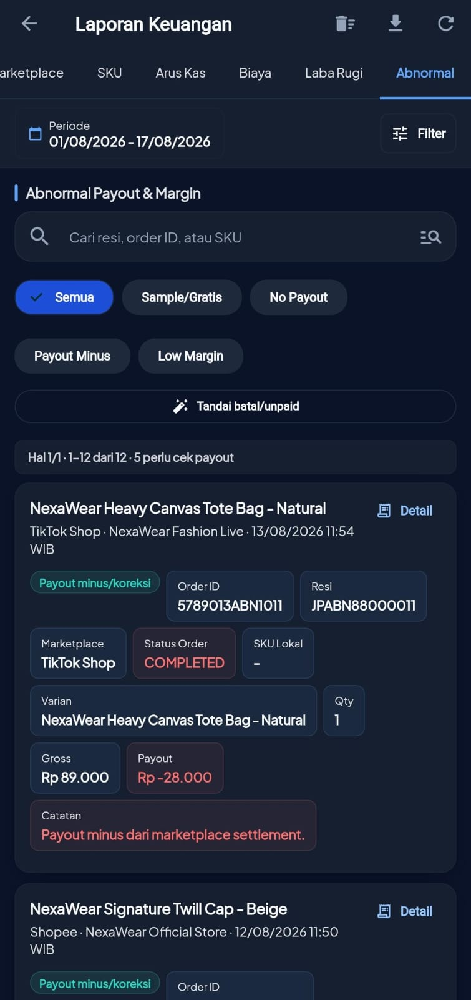 Laporan Keuangan
arketplace SKU Arus Kas Biaya Laba Rugi Abnormal
Periode
01/08/2026 - 17/08/2026
Filter
Abnormal Payout & Margin
Cari resi, order ID, atau SKU
Semua Sample/Gratis No Payout
Payout Minus Low Margin
Tandai batal/unpaid
Hal 1/1 · 1–12 dari 12 · 5 perlu cek payout
NexaWear Heavy Canvas Tote Bag - Natural
Detail
TikTok Shop · NexaWear Fashion Live · 13/08/2026 11:54
WIB
Payout minus/koreksi
Order ID
5789013ABN1011
Resi
JPABN88000011
Marketplace
TikTok Shop
Status Order
COMPLETED
SKU Lokal
-
Varian
NexaWear Heavy Canvas Tote Bag - Natural
Qty
1
Gross
Rp 89.000
Payout
Rp -28.000
Catatan
Payout minus dari marketplace settlement.
NexaWear Signature Twill Cap - Beige
Detail
Shopee · NexaWear Official Store · 12/08/2026 11:50
WIB
Payout minus/koreksi
Order ID